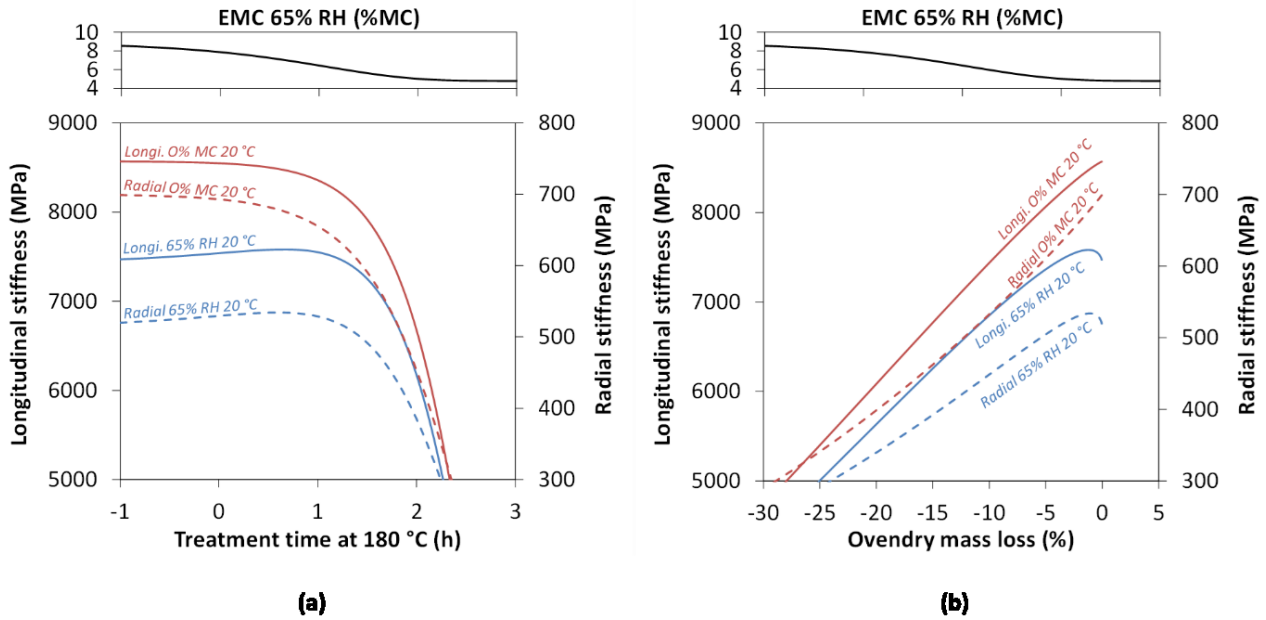 EMC 65% RH (%MC)
10
8
6
4
9000
8000
7000
6000
5000
Longitudinal stiffness (MPa)
800
700
600
500
400
300
Radial stiffness (MPa)
Longi. O% MC 20 °C
Radial O% MC 20 °C
Longi. 65% RH 20 °C
Radial 65% RH 20 °C
-1 0 1 2 3
Treatment time at 180 °C (h)
(a)
EMC 65% RH (%MC)
10
8
6
4
9000
8000
7000
6000
5000
Longitudinal stiffness (MPa)
800
700
600
500
400
300
Radial stiffness (MPa)
Longi. O% MC 20 °C
Radial O% MC 20 °C
Longi. 65% RH 20 °C
Radial 65% RH 20 °C
-30 -25 -20 -15 -10 -5 0 5
Ovendry mass loss (%)
(b)